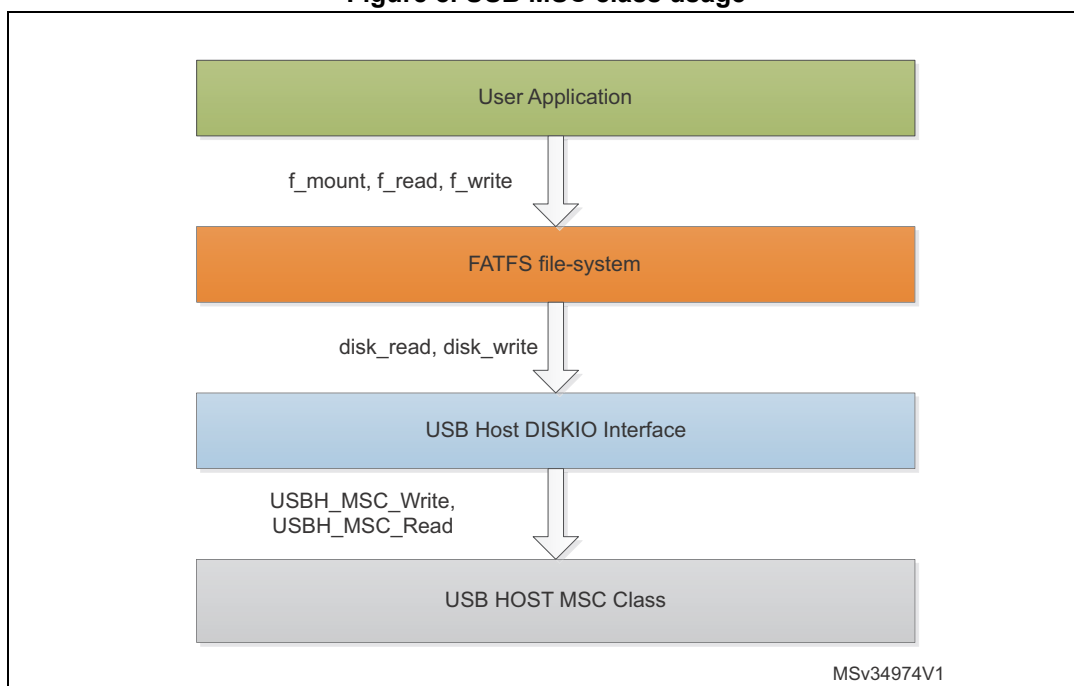 User Application
f_mount, f_read, f_write
FATFS file-system
disk_read, disk_write
USB Host DISKIO Interface
USBH_MSC_Write,
USBH_MSC_Read
USB HOST MSC Class
MSv34974V1